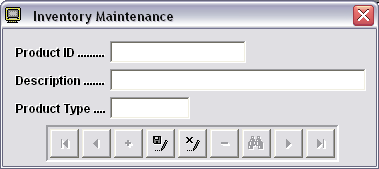 Inventory Maintenance
Product ID .........
Description .......
Product Type ....